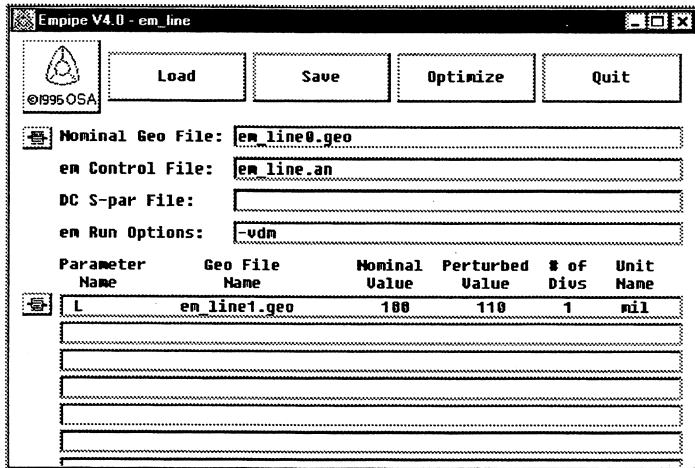 Empipe V4.0 - em_line
©1995 OSA
Load Save Optimize Quit
Nominal Geo File: em_line0.geo
em Control File: em_line.an
DC S-par File:
em Run Options: -vdm
Parameter Geo File Nominal Perturbed # of Unit
Name Name Value Value Divs Name
L em_line1.geo 100 110 1 mil